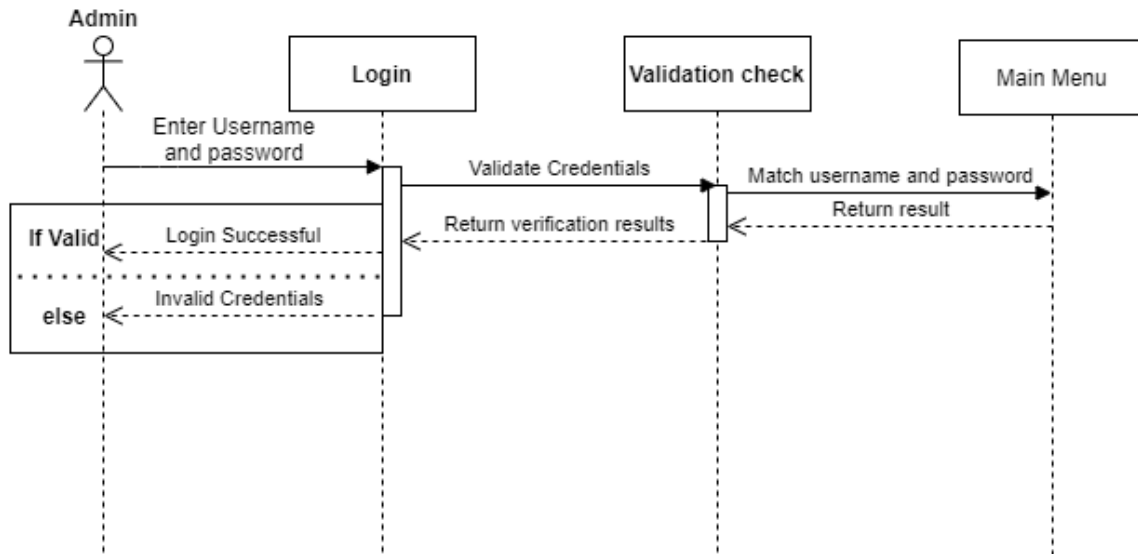 Admin
Login
Validation check
Main Menu
Enter Username
and password
Validate Credentials
Match username and password
Return result
Return verification results
If Valid
Login Successful
Invalid Credentials
else